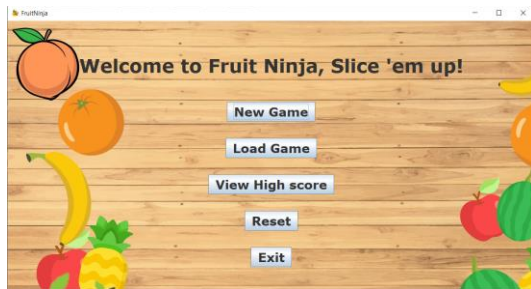 FruitNinja
Welcome to Fruit Ninja, Slice 'em up!
New Game
Load Game
View High score
Reset
Exit